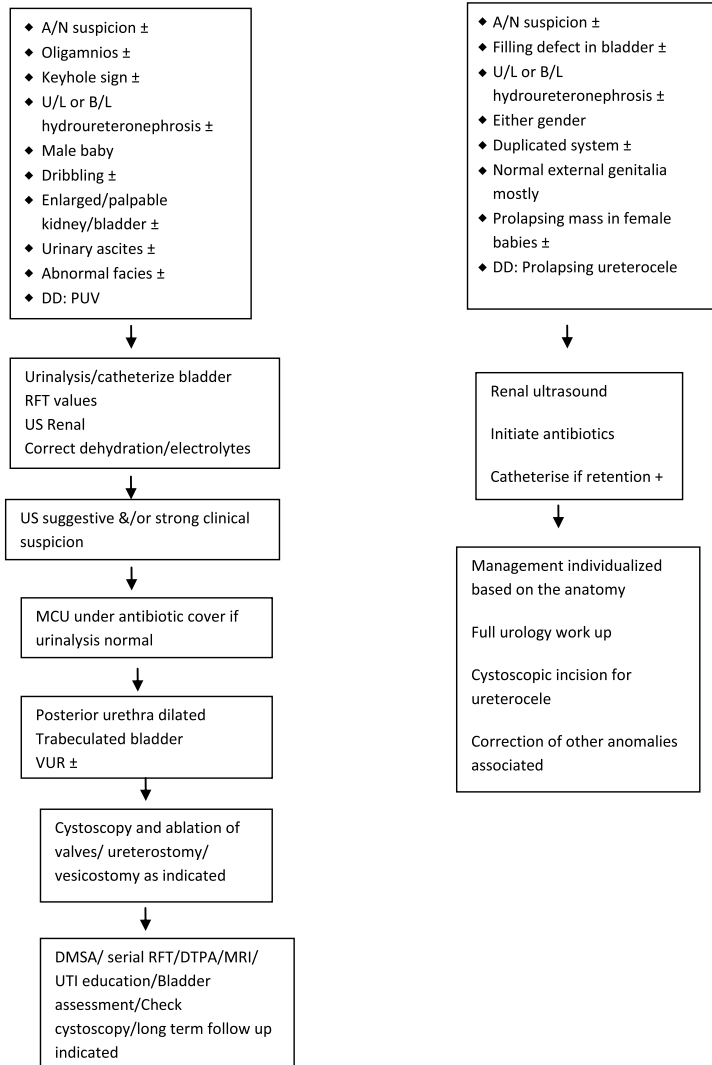 ◆ A/N suspicion ±
◆ Oligamnios ±
◆ Keyhole sign ±
◆ U/L or B/L
hydroureteronephrosis ±
◆ Male baby
◆ Dribbling ±
◆ Enlarged/palpable
kidney/bladder ±
◆ Urinary ascites ±
◆ Abnormal facies ±
◆ DD: PUV
Urinalysis/catheterize bladder
RFT values
US Renal
Correct dehydration/electrolytes
US suggestive &/or strong clinical
suspicion
MCU under antibiotic cover if
urinalysis normal
Posterior urethra dilated
Trabeculated bladder
VUR ±
Cystoscopy and ablation of
valves/ ureterostomy/
vesicostomy as indicated
DMSA/ serial RFT/DTPA/MRI/
UTI education/Bladder
assessment/Check
cystoscopy/long term follow up
indicated
◆ A/N suspicion ±
◆ Filling defect in bladder ±
◆ U/L or B/L
hydroureteronephrosis ±
◆ Either gender
◆ Duplicated system ±
◆ Normal external genitalia
mostly
◆ Prolapsing mass in female
babies ±
◆ DD: Prolapsing ureterocele
Renal ultrasound
Initiate antibiotics
Catheterise if retention +
Management individualized
based on the anatomy
Full urology work up
Cystoscopic incision for
ureterocele
Correction of other anomalies
associated